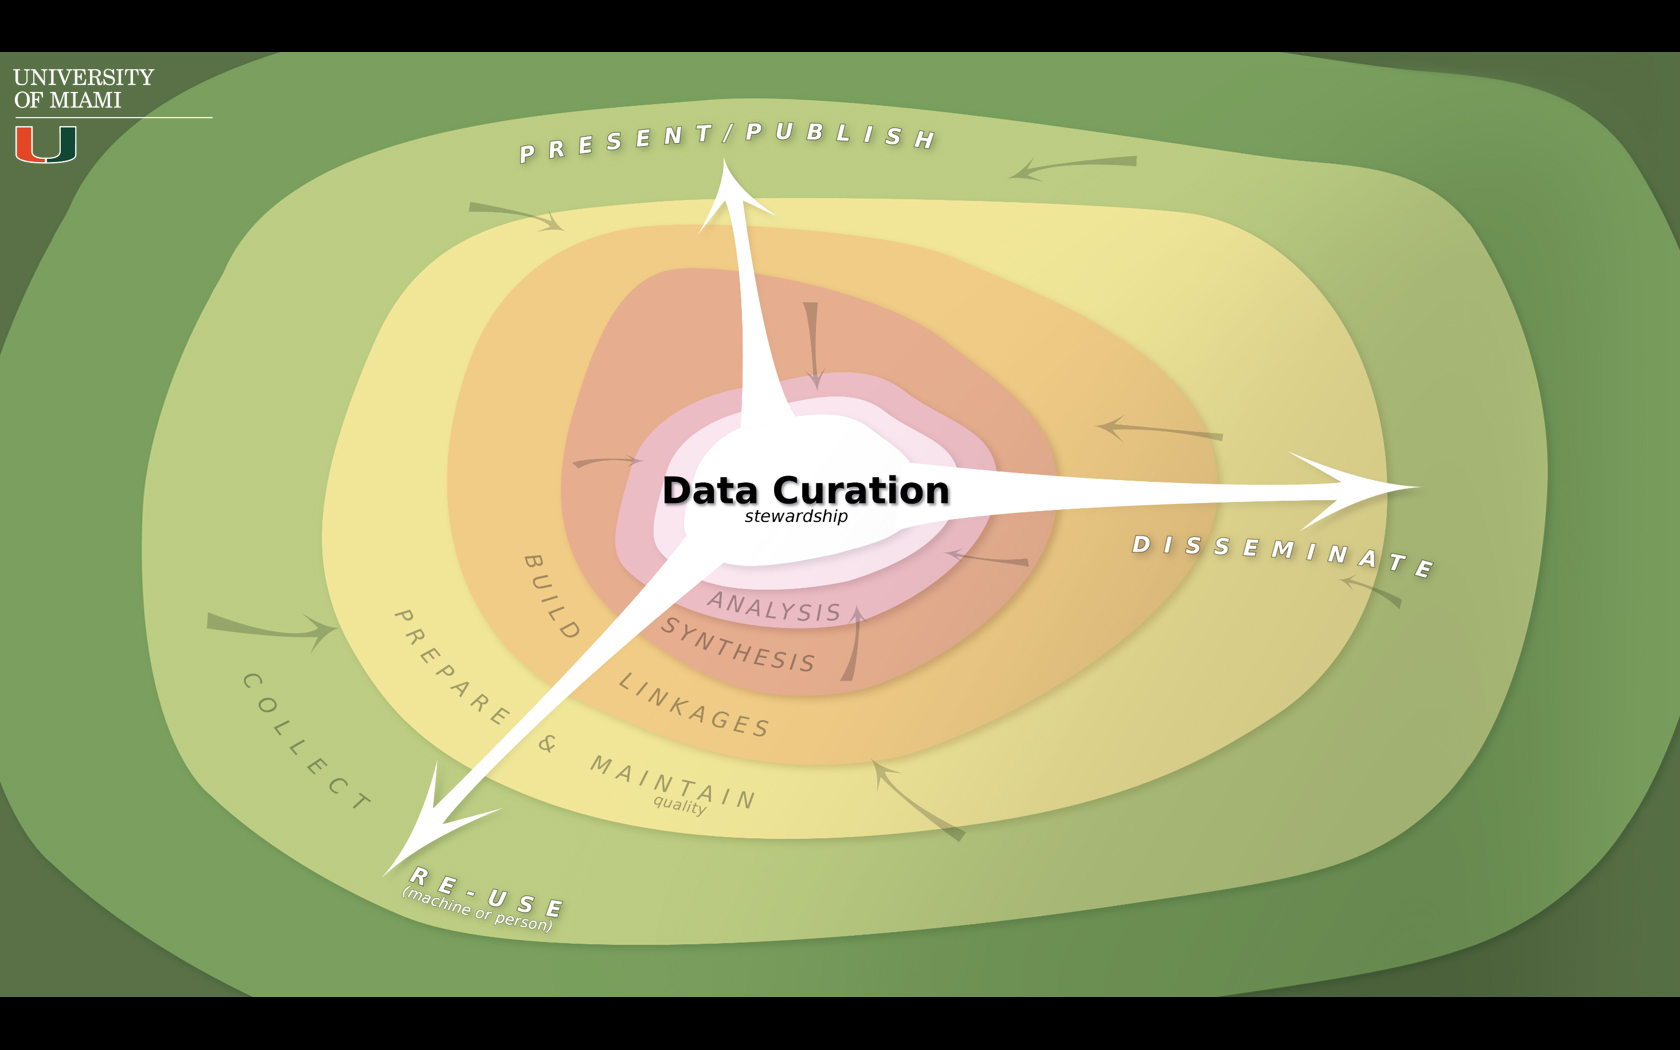 UNIVERSITY
OF MIAMI
PRESENT/PUBLISH
Data Curation
stewardship
DISSEMINATE
ANALYSIS
SYNTHESIS
BUILD LINKAGES
PREPARE & MAINTAIN
quality
COLLECT
RE-USE
(machine or person)